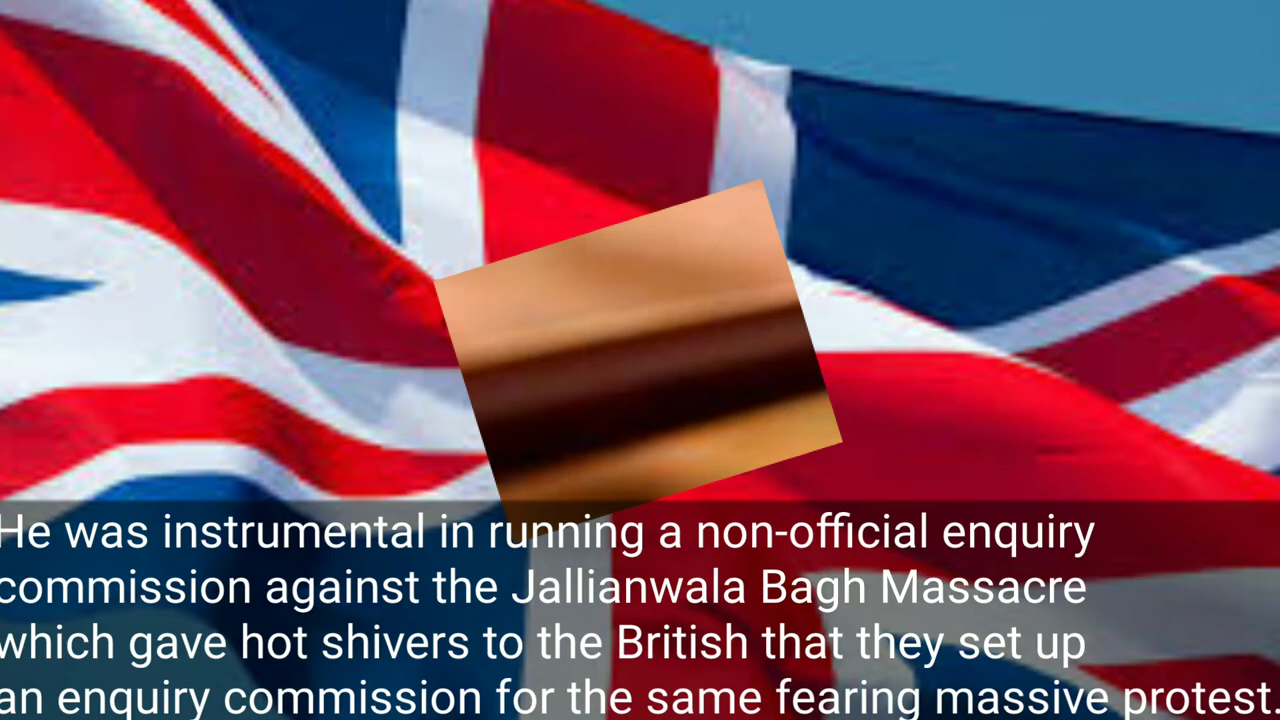 He was instrumental in running a non-official enquiry
commission against the Jallianwala Bagh Massacre
which gave hot shivers to the British that they set up
an enquiry commission for the same fearing massive protest.